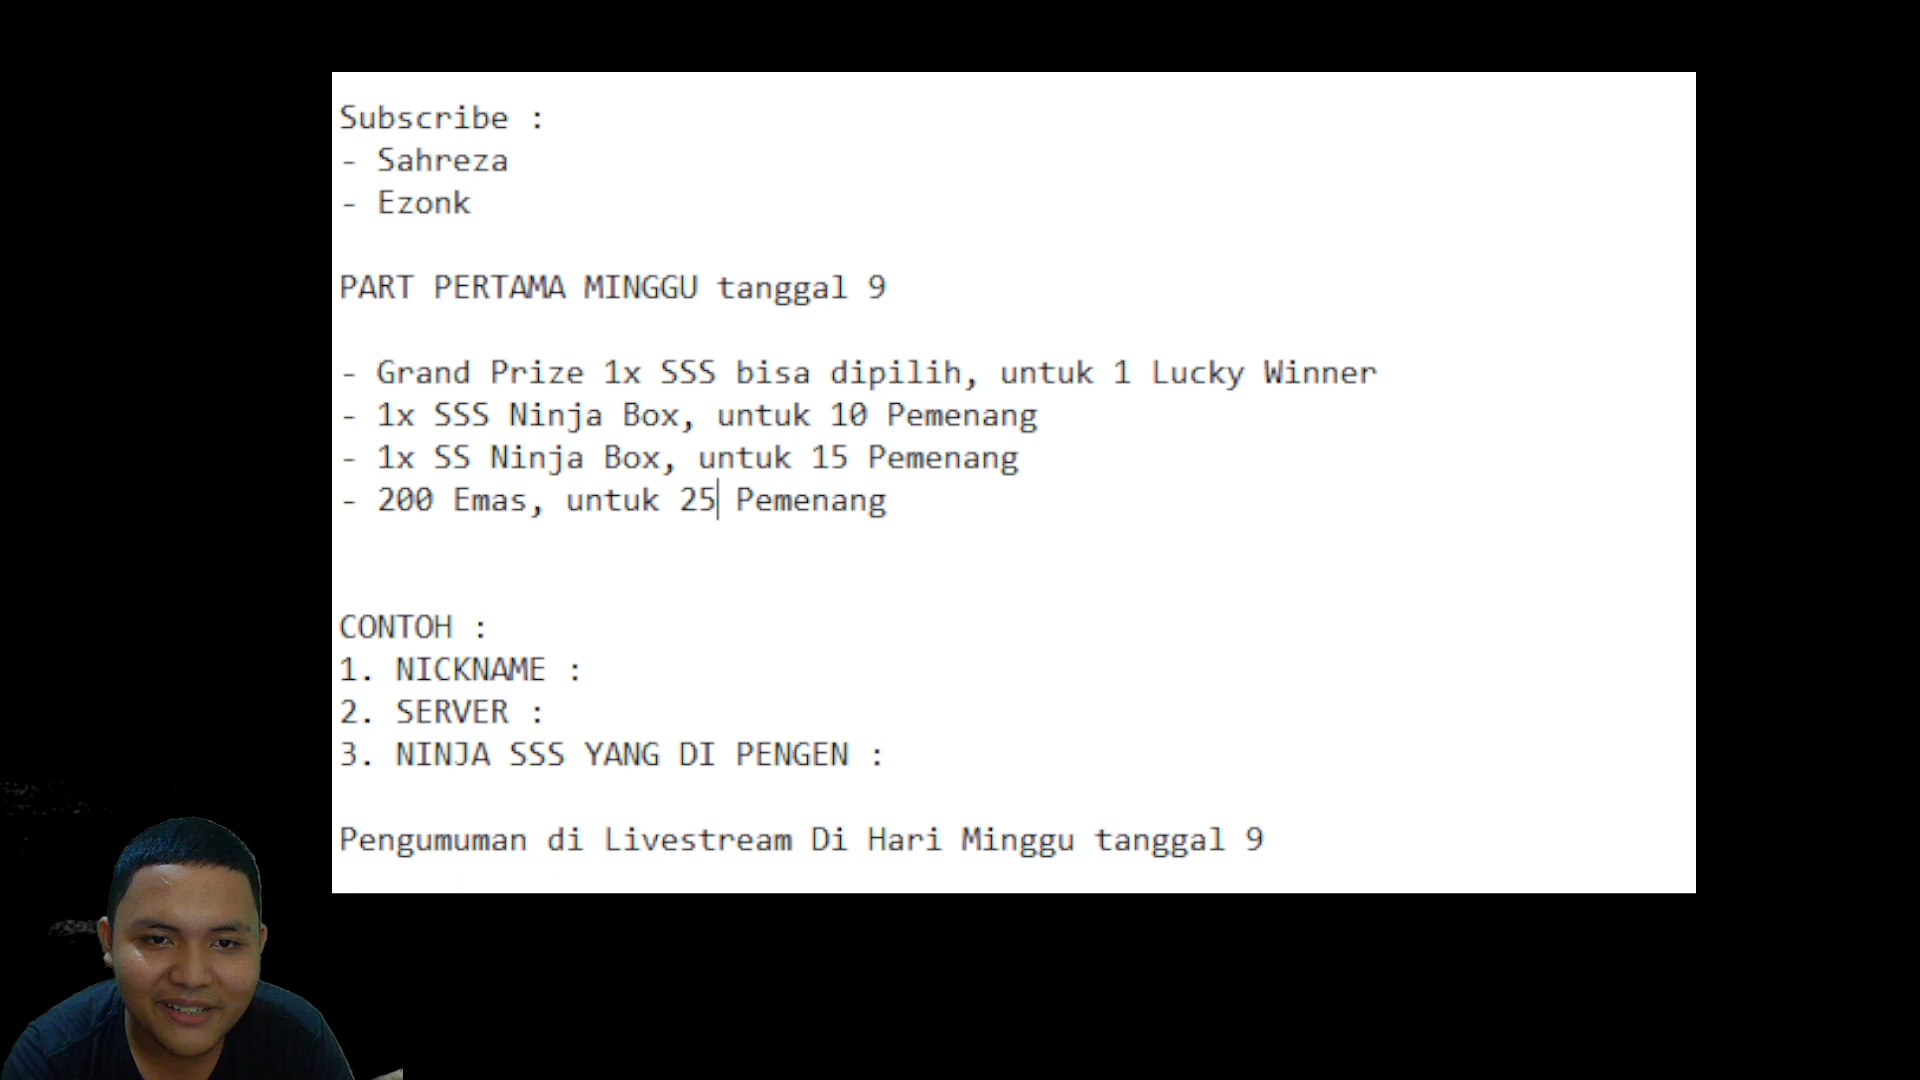 Subscribe :
- Sahreza
- Ezonk
PART PERTAMA MINGGU tanggal 9
- Grand Prize 1x SSS bisa dipilih, untuk 1 Lucky Winner
- 1x SSS Ninja Box, untuk 10 Pemenang
- 1x SS Ninja Box, untuk 15 Pemenang
- 200 Emas, untuk 25 Pemenang
CONTOH :
1. NICKNAME :
2. SERVER :
3. NINJA SSS YANG DI PENGEN :
Pengumuman di Livestream Di Hari Minggu tanggal 9